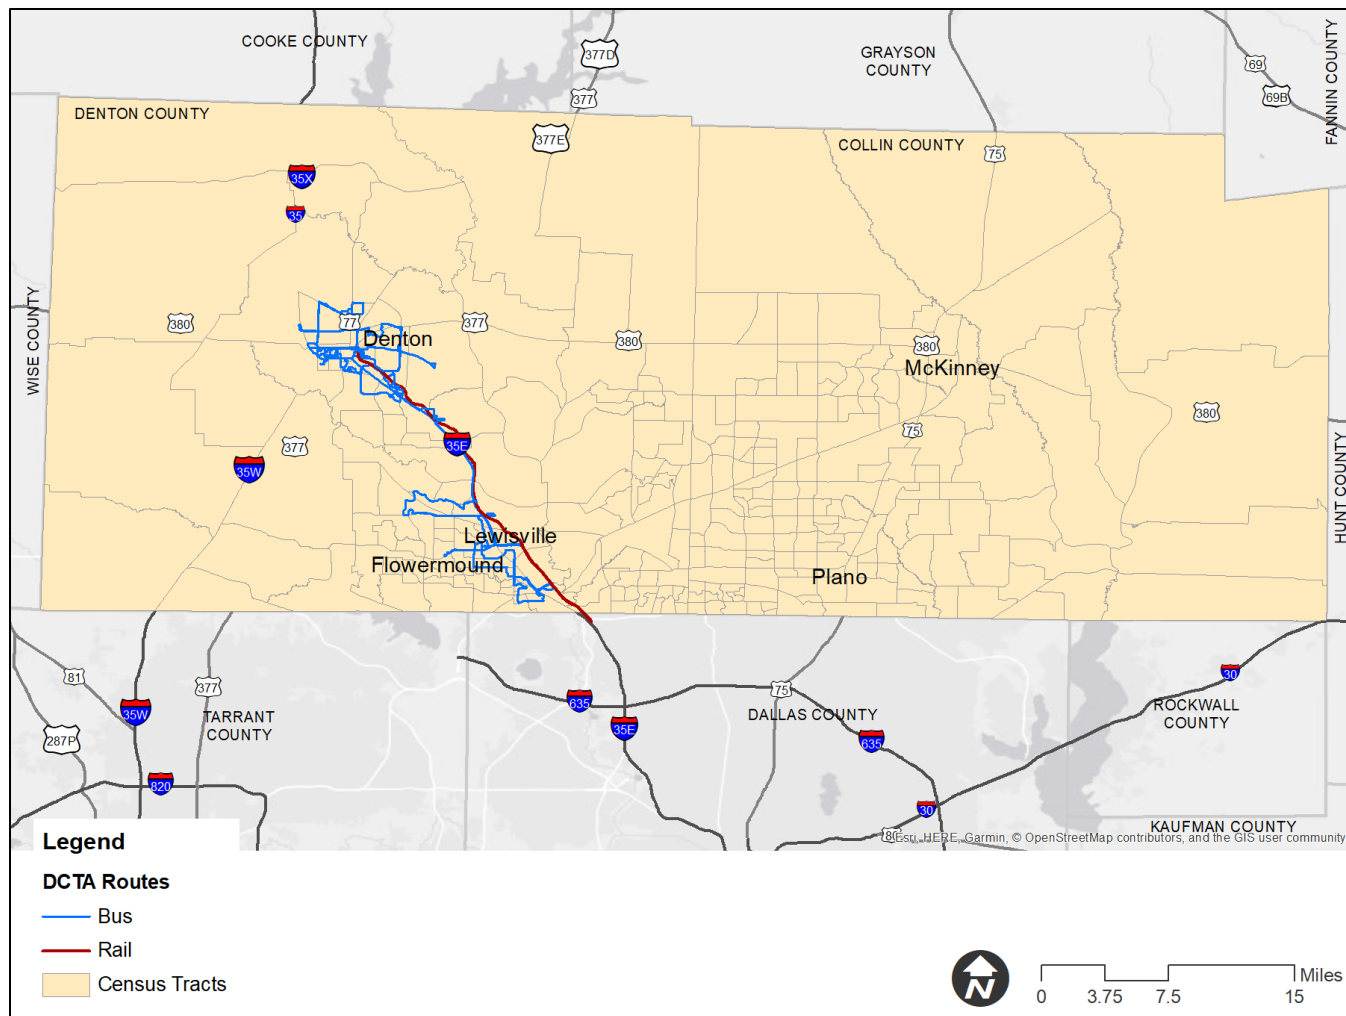 COOKE COUNTY
377D
GRAYSON
COUNTY
69
FANNIN COUNTY
377
69B
DENTON COUNTY
377E
COLLIN COUNTY
75
35X
35
WISE COUNTY
380
77
377
Denton
380
380
McKinney
380
75
377
35E
35W
HUNT COUNTY
Lewisville
Flowermound
Plano
81
377
35W
TARRANT
COUNTY
287P
635
75
DALLAS COUNTY
35E
635
30
ROCKWALL
COUNTY
820
30
80
KAUFMAN COUNTY
Esri, HERE, Garmin, © OpenStreetMap contributors, and the GIS user community
Legend
DCTA Routes
Bus
Rail
Census Tracts
N
Miles
0 3.75 7.5 15